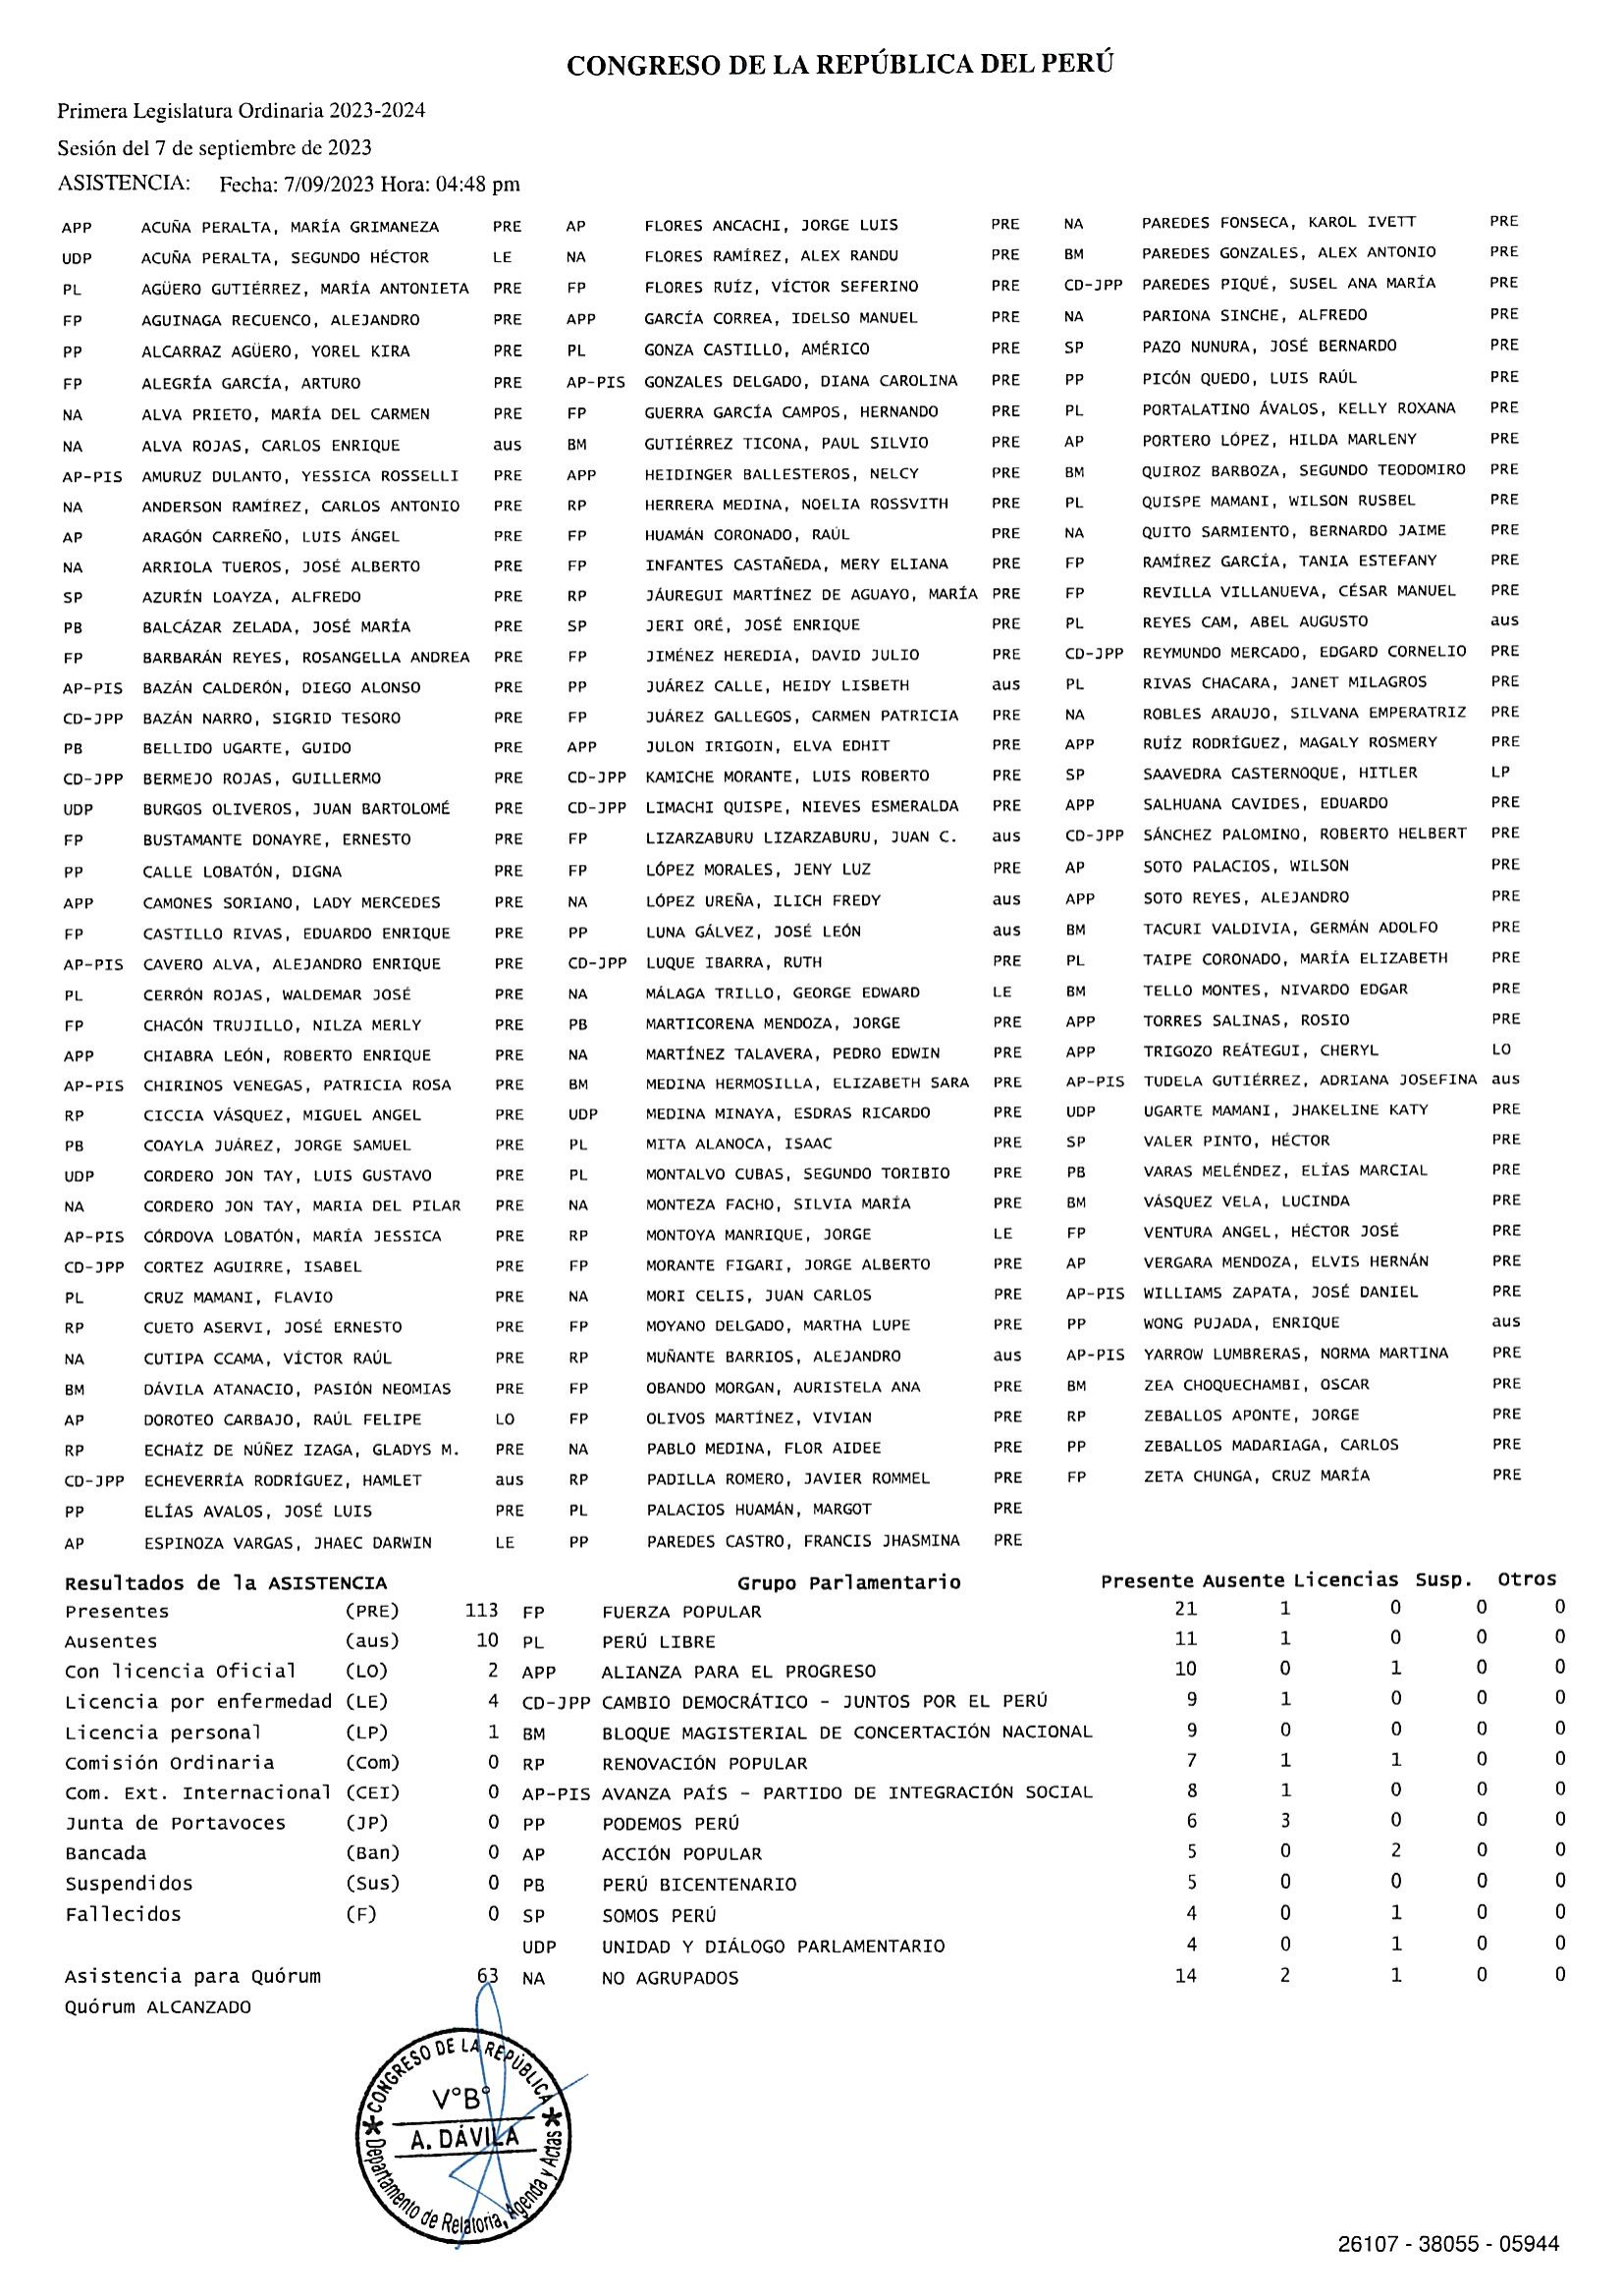 CONGRESO DE LA REPÚBLICA DEL PERÚ
Primera Legislatura Ordinaria 2023-2024
Sesión del 7 de septiembre de 2023
ASISTENCIA: Fecha: 7/09/2023 Hora: 04:48 pm
APP ACUÑA PERALTA, MARÍA GRIMANEZA PRE AP FLORES ANCACHI, JORGE LUIS PRE NA PAREDES FONSECA, KAROL IVETT PRE
UDP ACUÑA PERALTA, SEGUNDO HÉCTOR LE NA FLORES RAMÍREZ, ALEX RANDU PRE BM PAREDES GONZALES, ALEX ANTONIO PRE
PL AGÜERO GUTIÉRREZ, MARÍA ANTONIETA PRE FP FLORES RUÍZ, VÍCTOR SEFERINO PRE CD-JPP PAREDES PIQUÉ, SUSEL ANA MARÍA PRE
FP AGUINAGA RECUENCO, ALEJANDRO PRE APP GARCÍA CORREA, IDELSO MANUEL PRE NA PARIONA SINCHE, ALFREDO PRE
PP ALCARRAZ AGÜERO, YOREL KIRA PRE PL GONZA CASTILLO, AMÉRICO PRE SP PAZO NUNURA, JOSÉ BERNARDO PRE
FP ALEGRÍA GARCÍA, ARTURO PRE AP-PIS GONZALES DELGADO, DIANA CAROLINA PRE PP PICÓN QUEDO, LUIS RAÚL PRE
NA ALVA PRIETO, MARÍA DEL CARMEN PRE FP GUERRA GARCÍA CAMPOS, HERNANDO PRE PL PORTALATINO ÁVALOS, KELLY ROXANA PRE
NA ALVA ROJAS, CARLOS ENRIQUE aus BM GUTIÉRREZ TICONA, PAUL SILVIO PRE AP PORTERO LÓPEZ, HILDA MARLENY PRE
AP-PIS AMURUZ DULANTO, YESSICA ROSSELLI PRE APP HEIDINGER BALLESTEROS, NELCY PRE BM QUIROZ BARBOZA, SEGUNDO TEODOMIRO PRE
NA ANDERSON RAMÍREZ, CARLOS ANTONIO PRE RP HERRERA MEDINA, NOELIA ROSSVITH PRE PL QUISPE MAMANI, WILSON RUSBEL PRE
AP ARAGÓN CARREÑO, LUIS ÁNGEL PRE FP HUAMÁN CORONADO, RAÚL PRE NA QUITO SARMIENTO, BERNARDO JAIME PRE
NA ARRIOLA TUEROS, JOSÉ ALBERTO PRE FP INFANTES CASTAÑEDA, MERY ELIANA PRE FP RAMÍREZ GARCÍA, TANIA ESTEFANY PRE
SP AZURÍN LOAYZA, ALFREDO PRE RP JÁUREGUI MARTÍNEZ DE AGUAYO, MARÍA PRE FP REVILLA VILLANUEVA, CÉSAR MANUEL PRE
PB BALCÁZAR ZELADA, JOSÉ MARÍA PRE SP JERI ORÉ, JOSÉ ENRIQUE PRE PL REYES CAM, ABEL AUGUSTO aus
FP BARBARÁN REYES, ROSANGELLA ANDREA PRE FP JIMÉNEZ HEREDIA, DAVID JULIO PRE CD-JPP REYMUNDO MERCADO, EDGARD CORNELIO PRE
AP-PIS BAZÁN CALDERÓN, DIEGO ALONSO PRE PP JUÁREZ CALLE, HEIDY LISBETH aus PL RIVAS CHACARA, JANET MILAGROS PRE
CD-JPP BAZÁN NARRO, SIGRID TESORO PRE FP JUÁREZ GALLEGOS, CARMEN PATRICIA PRE NA ROBLES ARAUJO, SILVANA EMPERATRIZ PRE
PB BELLIDO UGARTE, GUIDO PRE APP JULON IRIGOIN, ELVA EDHIT PRE APP RUÍZ RODRÍGUEZ, MAGALY ROSMERY PRE
CD-JPP BERMEJO ROJAS, GUILLERMO PRE CD-JPP KAMICHE MORANTE, LUIS ROBERTO PRE SP SAAVEDRA CASTERNOQUE, HITLER LP
UDP BURGOS OLIVEROS, JUAN BARTOLOMÉ PRE CD-JPP LIMACHI QUISPE, NIEVES ESMERALDA PRE APP SALHUANA CAVIDES, EDUARDO PRE
FP BUSTAMANTE DONAYRE, ERNESTO PRE FP LIZARZABURU LIZARZABURU, JUAN C. aus CD-JPP SÁNCHEZ PALOMINO, ROBERTO HELBERT PRE
PP CALLE LOBATÓN, DIGNA PRE FP LÓPEZ MORALES, JENY LUZ PRE AP SOTO PALACIOS, WILSON PRE
APP CAMONES SORIANO, LADY MERCEDES PRE NA LÓPEZ UREÑA, ILICH FREDY aus APP SOTO REYES, ALEJANDRO PRE
FP CASTILLO RIVAS, EDUARDO ENRIQUE PRE PP LUNA GÁLVEZ, JOSÉ LEÓN aus BM TACURI VALDIVIA, GERMÁN ADOLFO PRE
AP-PIS CAVERO ALVA, ALEJANDRO ENRIQUE PRE CD-JPP LUQUE IBARRA, RUTH PRE PL TAIPE CORONADO, MARÍA ELIZABETH PRE
PL CERRÓN ROJAS, WALDEMAR JOSÉ PRE NA MÁLAGA TRILLO, GEORGE EDWARD LE BM TELLO MONTES, NIVARDO EDGAR PRE
FP CHACÓN TRUJILLO, NILZA MERLY PRE PB MARTICORENA MENDOZA, JORGE PRE APP TORRES SALINAS, ROSIO PRE
APP CHIABRA LEÓN, ROBERTO ENRIQUE PRE NA MARTÍNEZ TALAVERA, PEDRO EDWIN PRE APP TRIGOZO REÁTEGUI, CHERYL LO
AP-PIS CHIRINOS VENEGAS, PATRICIA ROSA PRE BM MEDINA HERMOSILLA, ELIZABETH SARA PRE AP-PIS TUDELA GUTIÉRREZ, ADRIANA JOSEFINA aus
RP CICCIA VÁSQUEZ, MIGUEL ANGEL PRE UDP MEDINA MINAYA, ESDRAS RICARDO PRE UDP UGARTE MAMANI, JHAKELINE KATY PRE
PB COAYLA JUÁREZ, JORGE SAMUEL PRE PL MITA ALANOCA, ISAAC PRE SP VALER PINTO, HÉCTOR PRE
UDP CORDERO JON TAY, LUIS GUSTAVO PRE PL MONTALVO CUBAS, SEGUNDO TORIBIO PRE PB VARAS MELÉNDEZ, ELÍAS MARCIAL PRE
NA CORDERO JON TAY, MARIA DEL PILAR PRE NA MONTEZA FACHO, SILVIA MARÍA PRE BM VÁSQUEZ VELA, LUCINDA PRE
AP-PIS CÓRDOVA LOBATÓN, MARÍA JESSICA PRE RP MONTOYA MANRIQUE, JORGE LE FP VENTURA ANGEL, HÉCTOR JOSÉ PRE
CD-JPP CORTEZ AGUIRRE, ISABEL PRE FP MORANTE FIGARI, JORGE ALBERTO PRE AP VERGARA MENDOZA, ELVIS HERNÁN PRE
PL CRUZ MAMANI, FLAVIO PRE NA MORI CELIS, JUAN CARLOS PRE AP-PIS WILLIAMS ZAPATA, JOSÉ DANIEL PRE
RP CUETO ASERVI, JOSÉ ERNESTO PRE FP MOYANO DELGADO, MARTHA LUPE PRE PP WONG PUJADA, ENRIQUE aus
NA CUTIPA CCAMA, VÍCTOR RAÚL PRE RP MUÑANTE BARRIOS, ALEJANDRO aus AP-PIS YARROW LUMBRERAS, NORMA MARTINA PRE
BM DÁVILA ATANACIO, PASIÓN NEOMIAS PRE FP OBANDO MORGAN, AURISTELA ANA PRE BM ZEA CHOQUECHAMBI, OSCAR PRE
AP DOROTEO CARBAJO, RAÚL FELIPE LO FP OLIVOS MARTÍNEZ, VIVIAN PRE RP ZEBALLOS APONTE, JORGE PRE
RP ECHAÍZ DE NÚÑEZ IZAGA, GLADYS M. PRE NA PABLO MEDINA, FLOR AIDEE PRE PP ZEBALLOS MADARIAGA, CARLOS PRE
CD-JPP ECHEVERRÍA RODRÍGUEZ, HAMLET aus RP PADILLA ROMERO, JAVIER ROMMEL PRE FP ZETA CHUNGA, CRUZ MARÍA PRE
PP ELÍAS AVALOS, JOSÉ LUIS PRE PL PALACIOS HUAMÁN, MARGOT PRE
AP ESPINOZA VARGAS, JHAEC DARWIN LE PP PAREDES CASTRO, FRANCIS JHASMINA PRE
Resultados de la ASISTENCIA Grupo Parlamentario Presente Ausente Licencias Susp. Otros
Presentes (PRE) 113 FP FUERZA POPULAR 21 1 0 0 0
Ausentes (aus) 10 PL PERÚ LIBRE 11 1 0 0 0
Con licencia Oficial (LO) 2 APP ALIANZA PARA EL PROGRESO 10 0 1 0 0
Licencia por enfermedad (LE) 4 CD-JPP CAMBIO DEMOCRÁTICO - JUNTOS POR EL PERÚ 9 1 0 0 0
Licencia personal (LP) 1 BM BLOQUE MAGISTERIAL DE CONCERTACIÓN NACIONAL 9 0 0 0 0
Comisión Ordinaria (Com) 0 RP RENOVACIÓN POPULAR 7 1 1 0 0
Com. Ext. Internacional (CEI) 0 AP-PIS AVANZA PAÍS - PARTIDO DE INTEGRACIÓN SOCIAL 8 1 0 0 0
Junta de Portavoces (JP) 0 PP PODEMOS PERÚ 6 3 0 0 0
Bancada (Ban) 0 AP ACCIÓN POPULAR 5 0 2 0 0
Suspendidos (Sus) 0 PB PERÚ BICENTENARIO 5 0 0 0 0
Fallecidos (F) 0 SP SOMOS PERÚ 4 0 1 0 0
UDP UNIDAD Y DIÁLOGO PARLAMENTARIO 4 0 1 0 0
Asistencia para Quórum 63 NA NO AGRUPADOS 14 2 1 0 0
Quórum ALCANZADO
CONGRESO DE LA REPÚBLICA
V°B°
A. DÁVILA
Departamento de Relatoria, Agenda y Actas
26107 - 38055 - 05944